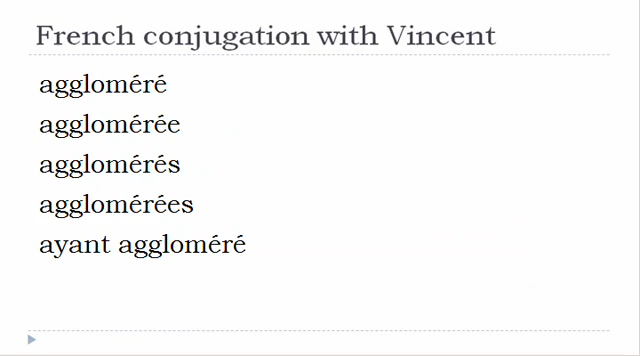 French conjugation with Vincent
aggloméré
agglomérée
agglomérés
agglomérées
ayant aggloméré